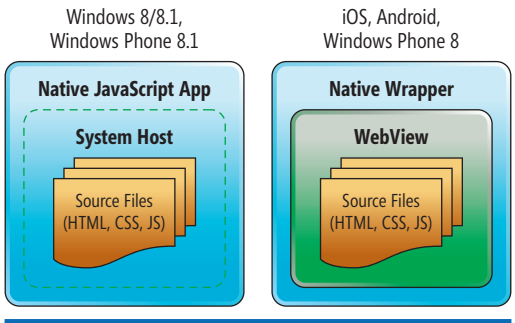 Windows 8/8.1,
Windows Phone 8.1
Native JavaScript App
System Host
Source Files
(HTML, CSS, JS)
iOS, Android,
Windows Phone 8
Native Wrapper
WebView
Source Files
(HTML, CSS, JS)